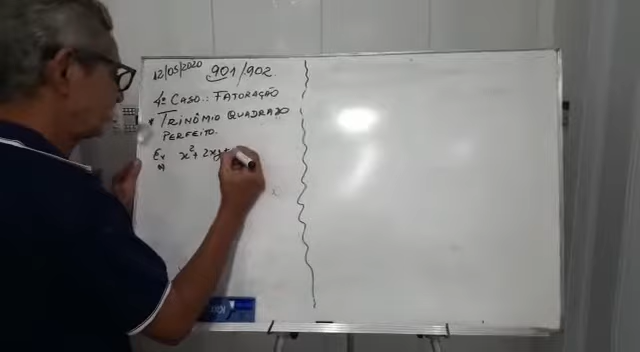 12/05/2020 901/902.
4º CASO: FATORAÇÃO
* TRINÔMIO QUADRADO
PERFEITO.
Ex x² + 2xy +
a)